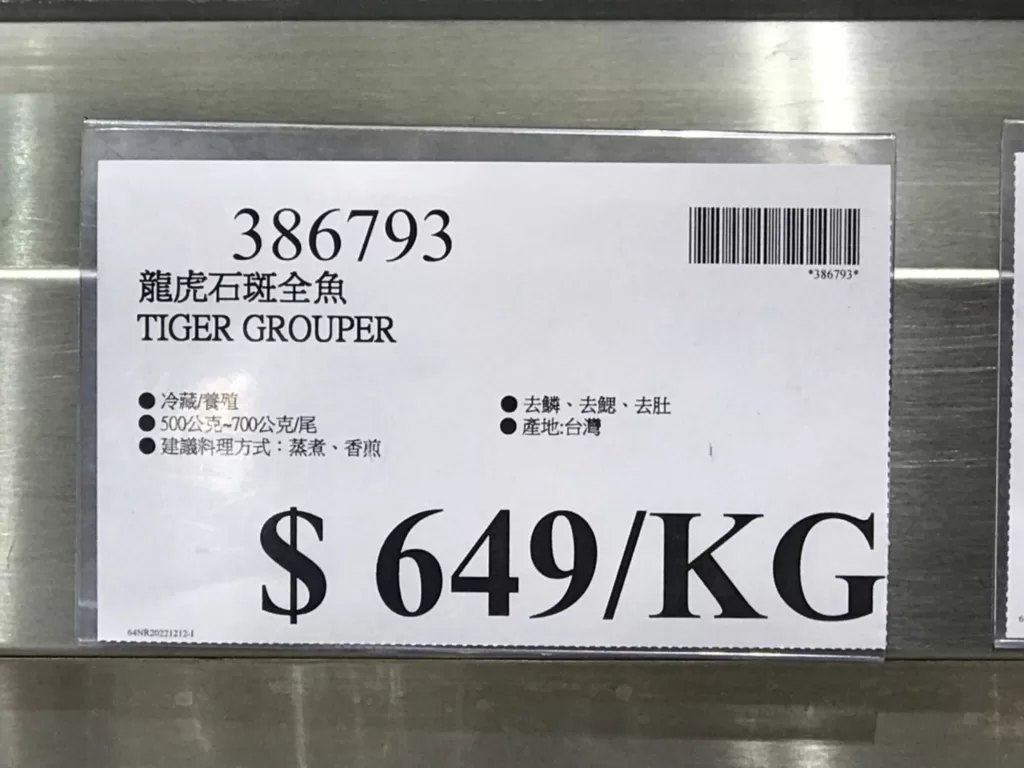 386793
*386793*
龍虎石斑全魚
TIGER GROUPER
● 冷藏/養殖
● 500公克~700公克/尾
● 建議料理方式：蒸煮、香煎
● 去鱗、去鰓、去肚
● 產地:台灣
$ 649/KG
64NR20221212-1